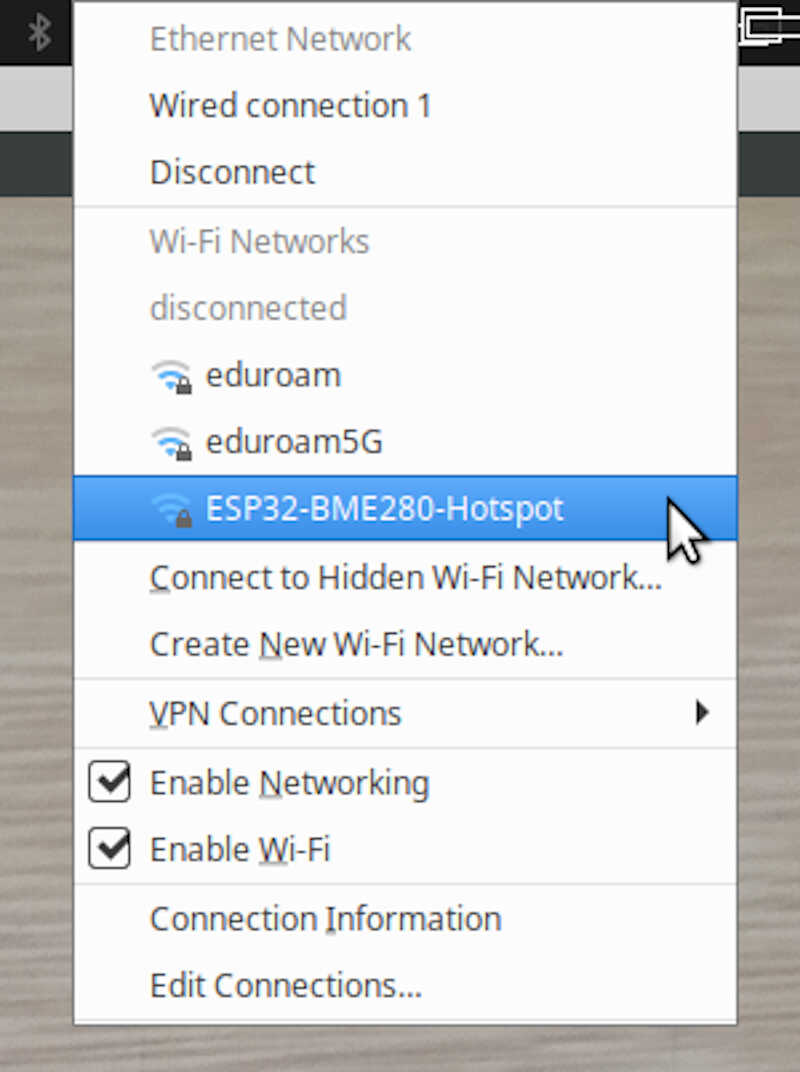 Ethernet Network
Wired connection 1
Disconnect
Wi-Fi Networks
disconnected
eduroam
eduroam5G
ESP32-BME280-Hotspot
Connect to Hidden Wi-Fi Network...
Create New Wi-Fi Network...
VPN Connections
Enable Networking
Enable Wi-Fi
Connection Information
Edit Connections...